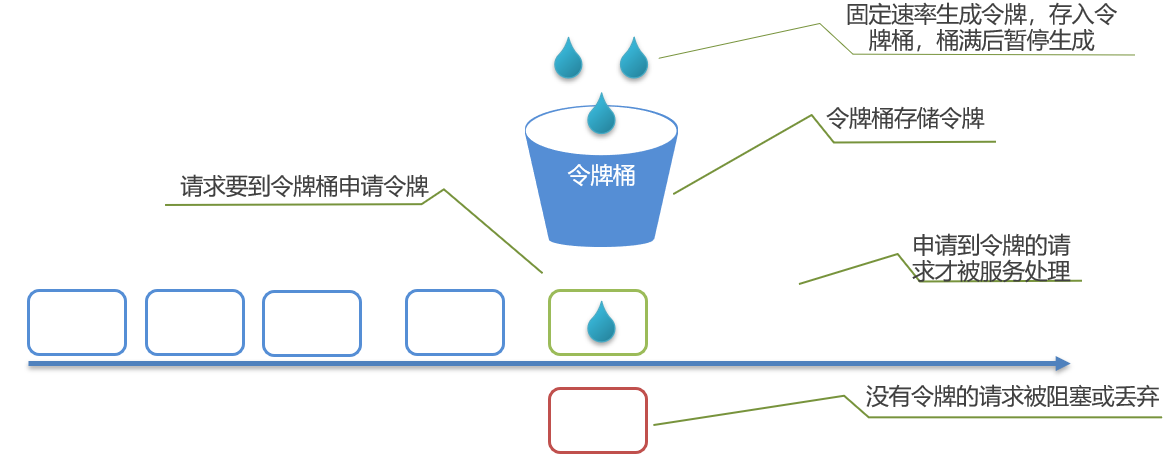 固定速率生成令牌，存入令
牌桶，桶满后暂停生成
令牌桶存储令牌
令牌桶
请求要到令牌桶申请令牌
申请到令牌的请
求才被服务处理
没有令牌的请求被阻塞或丢弃